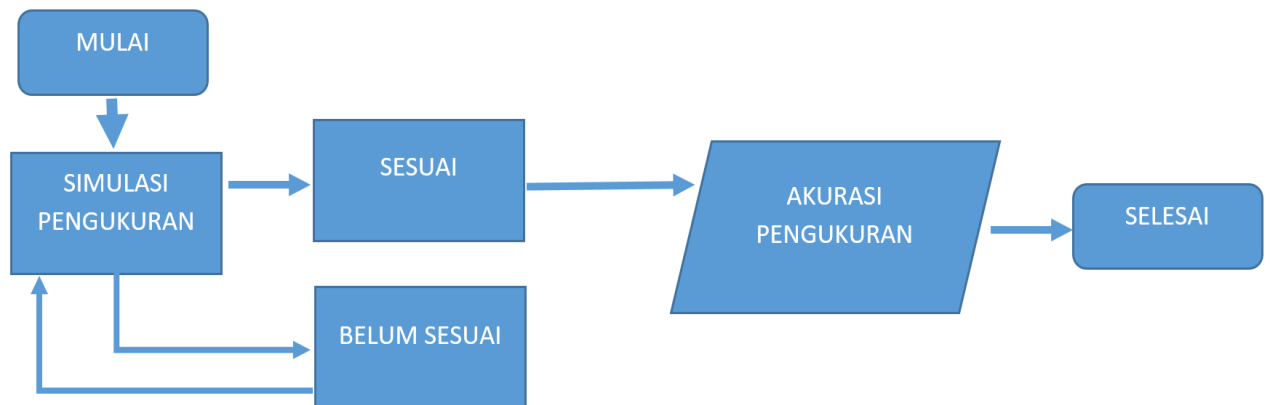 MULAI
SIMULASI
PENGUKURAN
SESUAI
BELUM SESUAI
AKURASI
PENGUKURAN
SELESAI